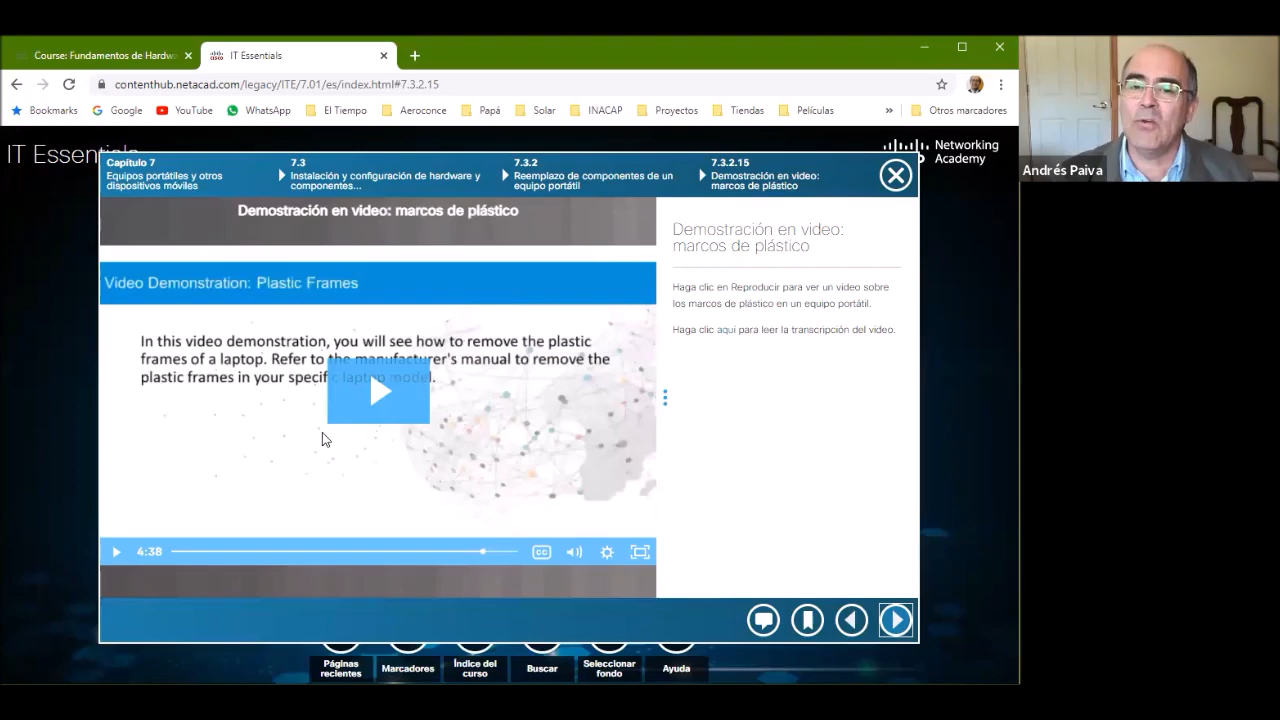 Course: Fundamentos de Hardwa
IT Essentials
contenthub.netacad.com/legacy/ITE/7.01/es/index.html#7.3.2.15
Bookmarks
Google
YouTube
WhatsApp
El Tiempo
Aeroconce
Papá
Solar
INACAP
Proyectos
Tiendas
Películas
»
Otros marcadores
IT Essentials
cisco
Networking
Academy
Andrés Paiva
Capítulo 7
Equipos portátiles y otros
dispositivos móviles
7.3
Instalación y configuración de hardware y
componentes...
7.3.2
Reemplazo de componentes de un
equipo portátil
7.3.2.15
Demostración en video:
marcos de plástico
Demostración en video: marcos de plástico
Video Demonstration: Plastic Frames
In this video demonstration, you will see how to remove the plastic
frames of a laptop. Refer to the manufacturer's manual to remove the
plastic frames in your specific laptop model.
4:38
CC
Demostración en video:
marcos de plástico
Haga clic en Reproducir para ver un video sobre
los marcos de plástico en un equipo portátil.
Haga clic aquí para leer la transcripción del video.
Páginas
recientes
Marcadores
Índice del
curso
Buscar
Seleccionar
fondo
Ayuda